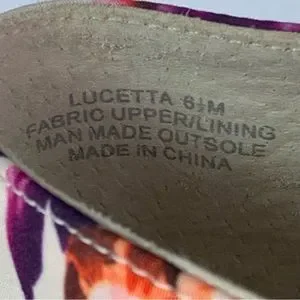 LUCETTA 6½M
FABRIC UPPER/LINING
MAN MADE OUTSOLE
MADE IN CHINA